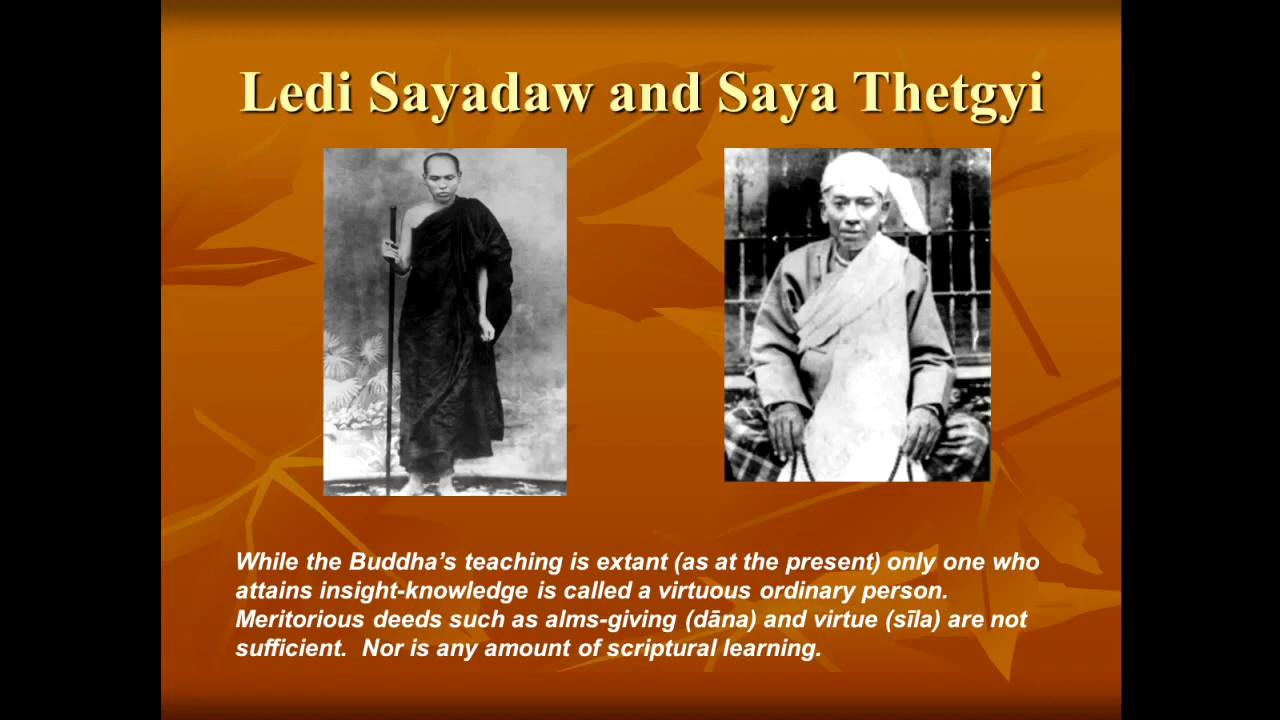 Ledi Sayadaw and Saya Thetgyi
While the Buddha’s teaching is extant (as at the present) only one who
attains insight-knowledge is called a virtuous ordinary person.
Meritorious deeds such as alms-giving (dāna) and virtue (sīla) are not
sufficient.  Nor is any amount of scriptural learning.